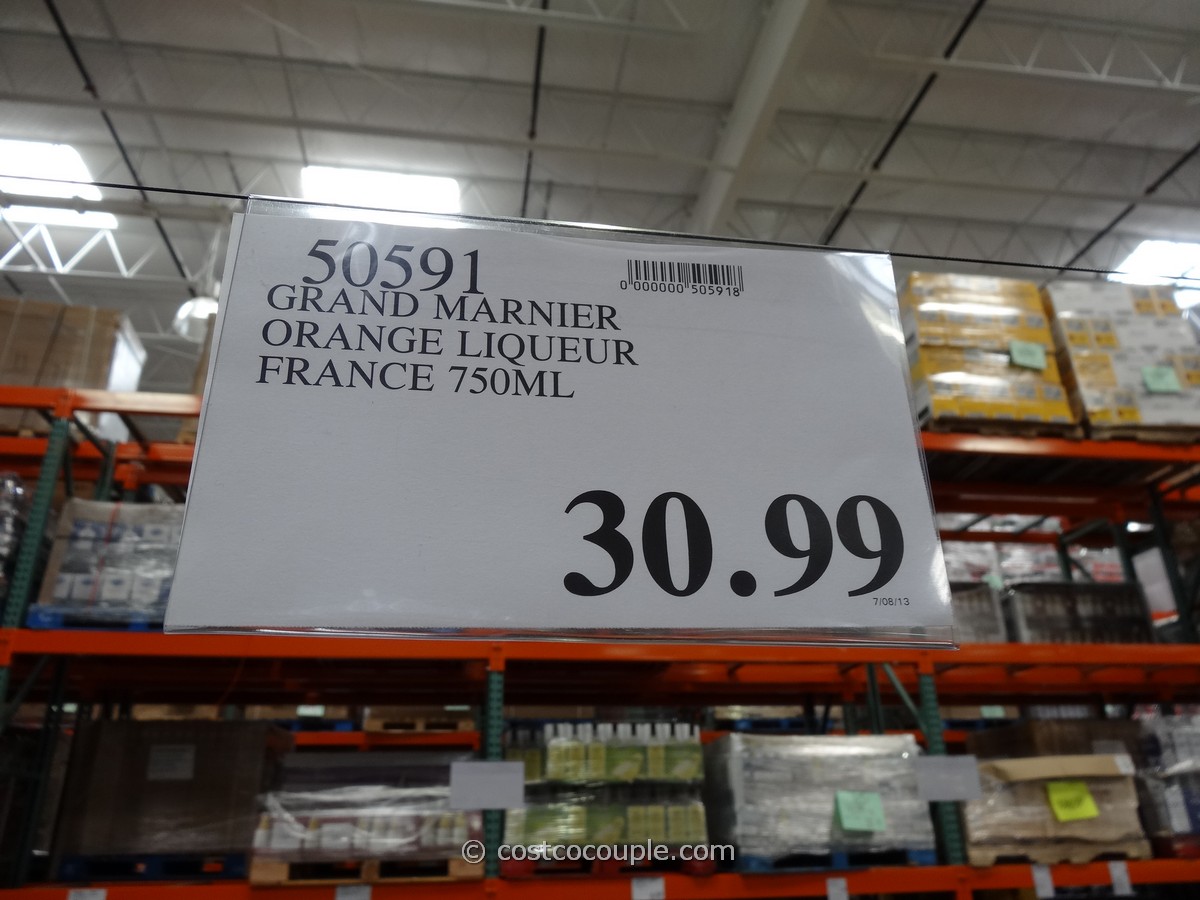 50591
0 000000 505918
GRAND MARNIER
ORANGE LIQUEUR
FRANCE 750ML
30.99
7/08/13
© costcocouple.com